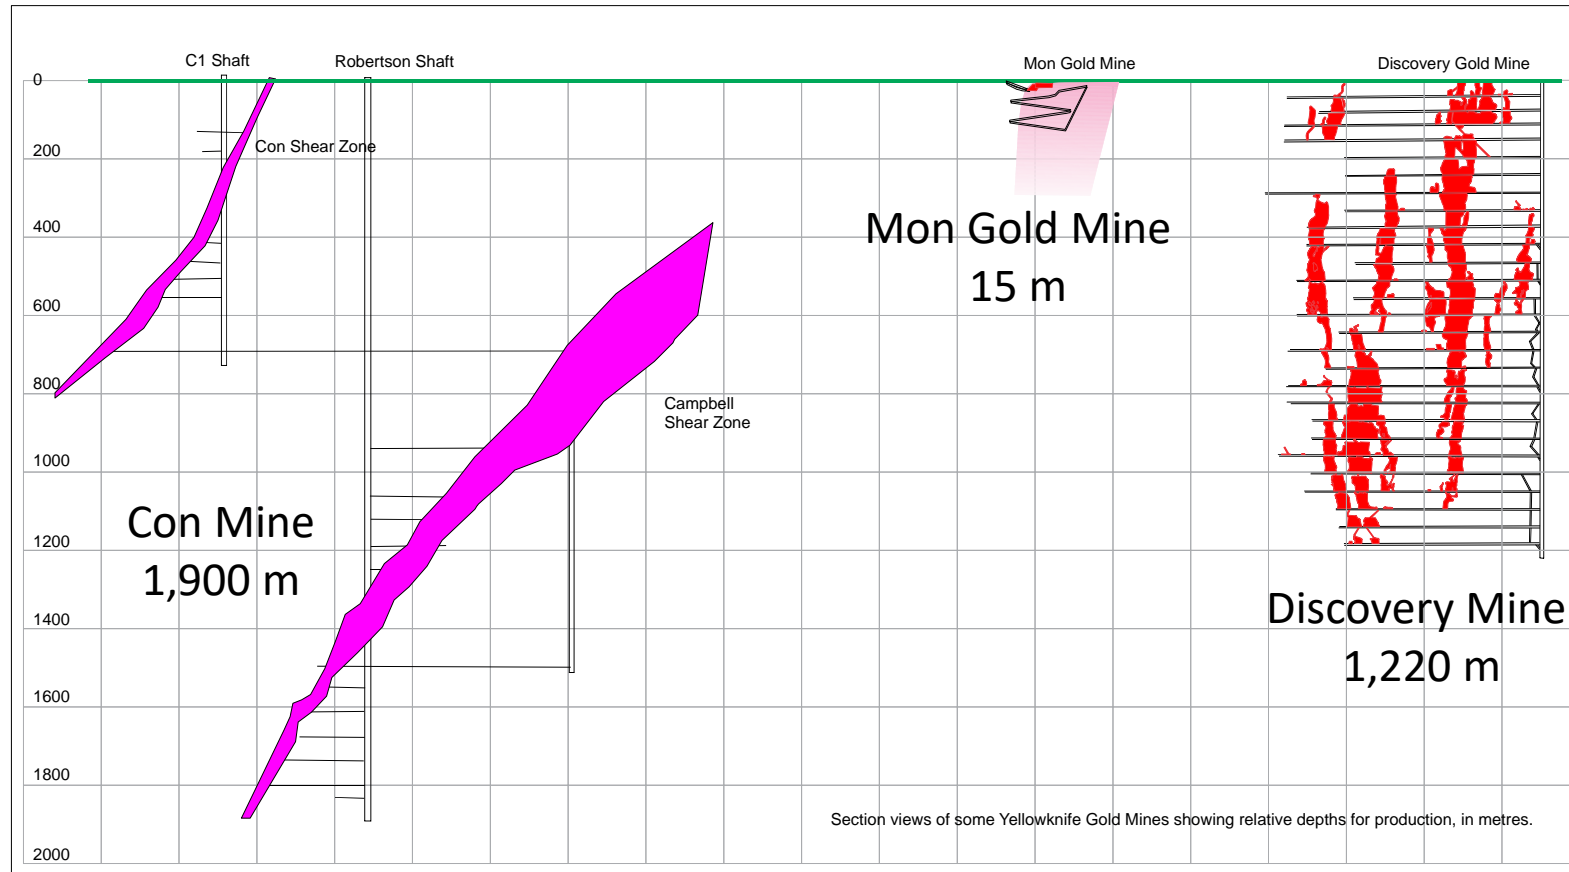 C1 Shaft
Robertson Shaft
Mon Gold Mine
Discovery Gold Mine
0
Con Shear Zone
200
Mon Gold Mine
15 m
400
600
800
Campbell
Shear Zone
1000
Con Mine
1,900 m
1200
Discovery Mine
1,220 m
1400
1600
1800
Section views of some Yellowknife Gold Mines showing relative depths for production, in metres.
2000